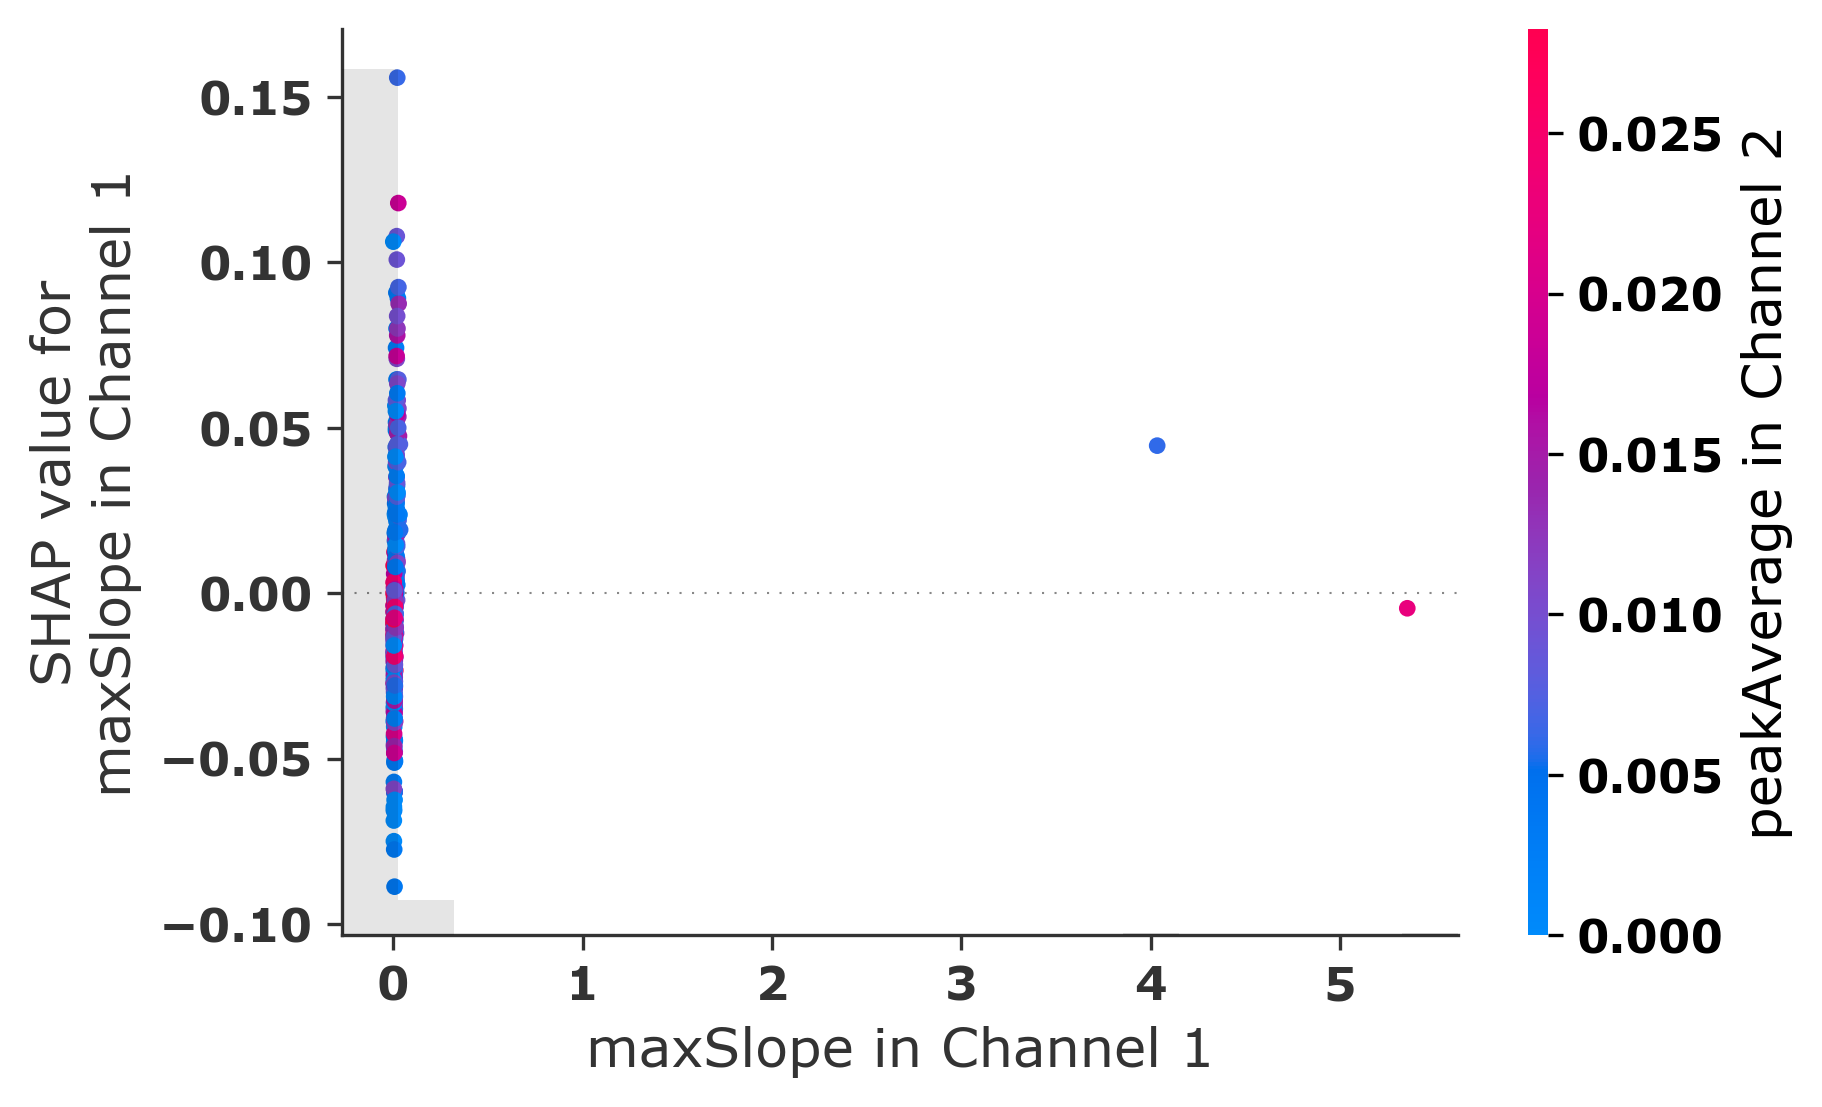 SHAP value for
maxSlope in Channel 1
0.15
0.10
0.05
0.00
−0.05
−0.10
0 1 2 3 4 5
maxSlope in Channel 1
0.025
0.020
0.015
0.010
0.005
0.000
peakAverage in Channel 2